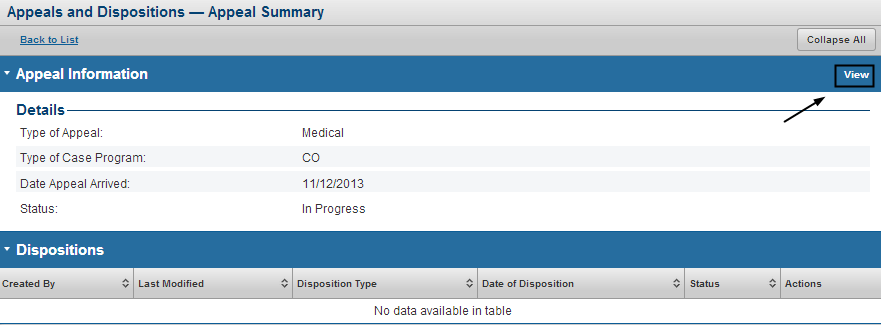 Appeals and Dispositions — Appeal Summary
Back to List Collapse All
Appeal Information View
Details
Type of Appeal: Medical
Type of Case Program: CO
Date Appeal Arrived: 11/12/2013
Status: In Progress
Dispositions
Created By Last Modified Disposition Type Date of Disposition Status Actions
No data available in table